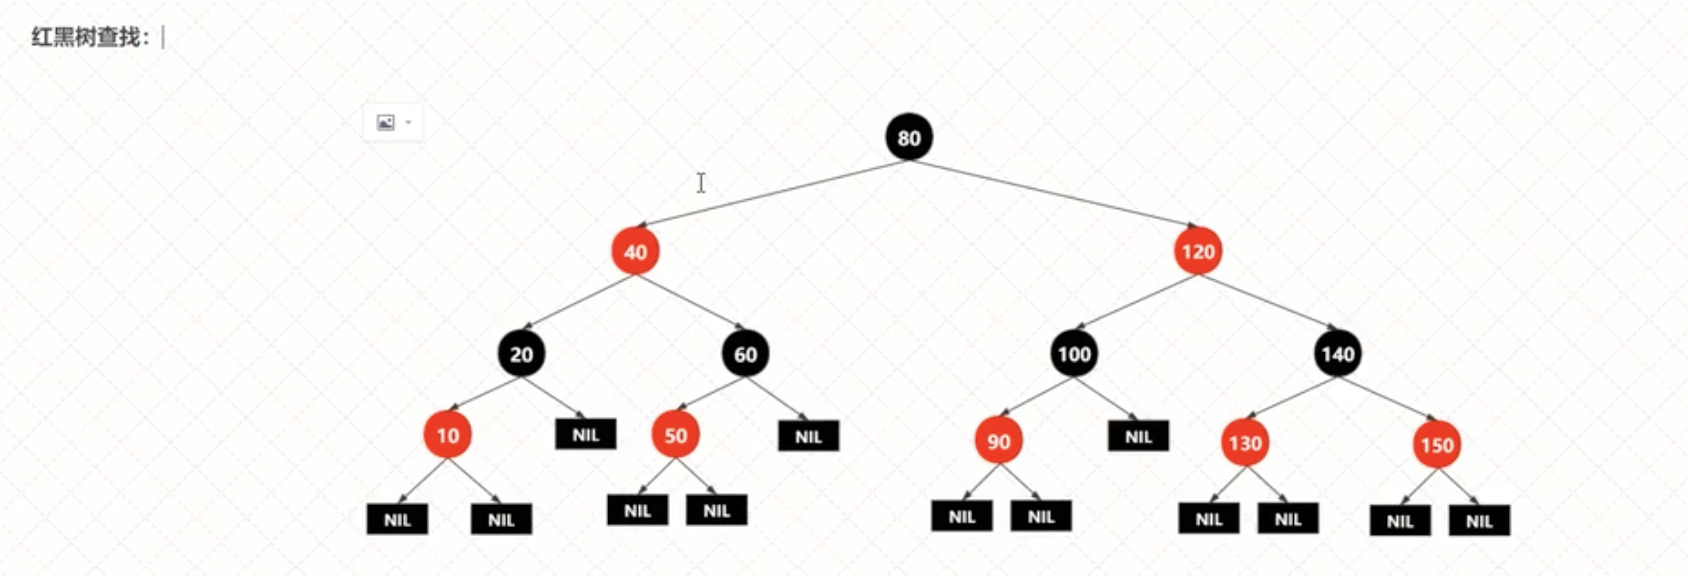 红黑树查找：
80
40 120
20 60 100 140
10 NIL 50 NIL 90 NIL 130 150
NIL NIL NIL NIL NIL NIL NIL NIL NIL NIL